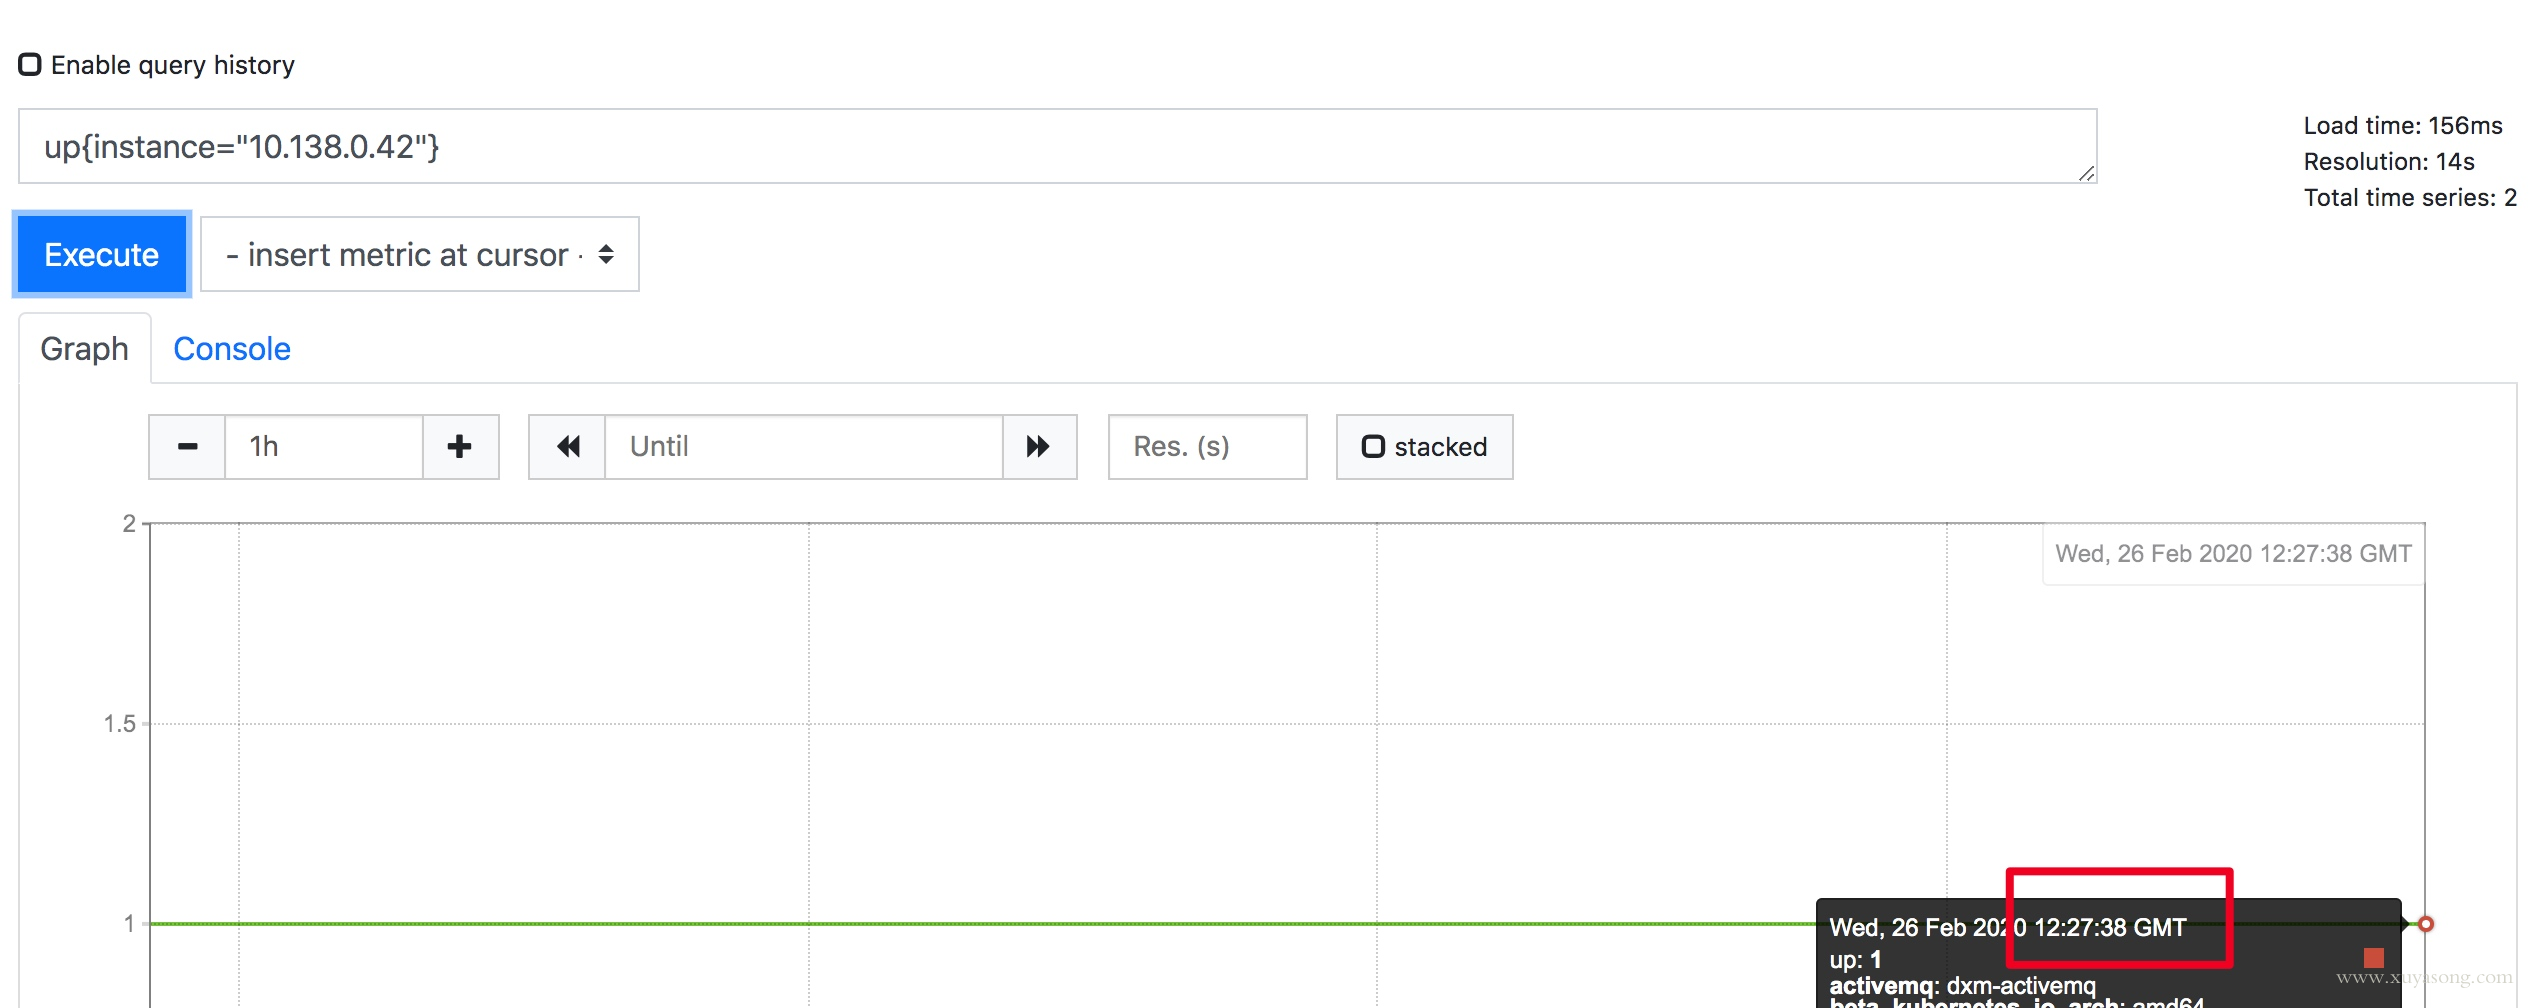 Enable query history
up{instance="10.138.0.42"}
Load time: 156ms
Resolution: 14s
Total time series: 2
Execute
- insert metric at cursor -
Graph
Console
1h
Until
Res. (s)
stacked
2
Wed, 26 Feb 2020 12:27:38 GMT
1.5
1
Wed, 26 Feb 2020 12:27:38 GMT
up: 1
activemq: dxm-activemq
beta_kubernetes_io_arch: amd64
www.xuyasong.com